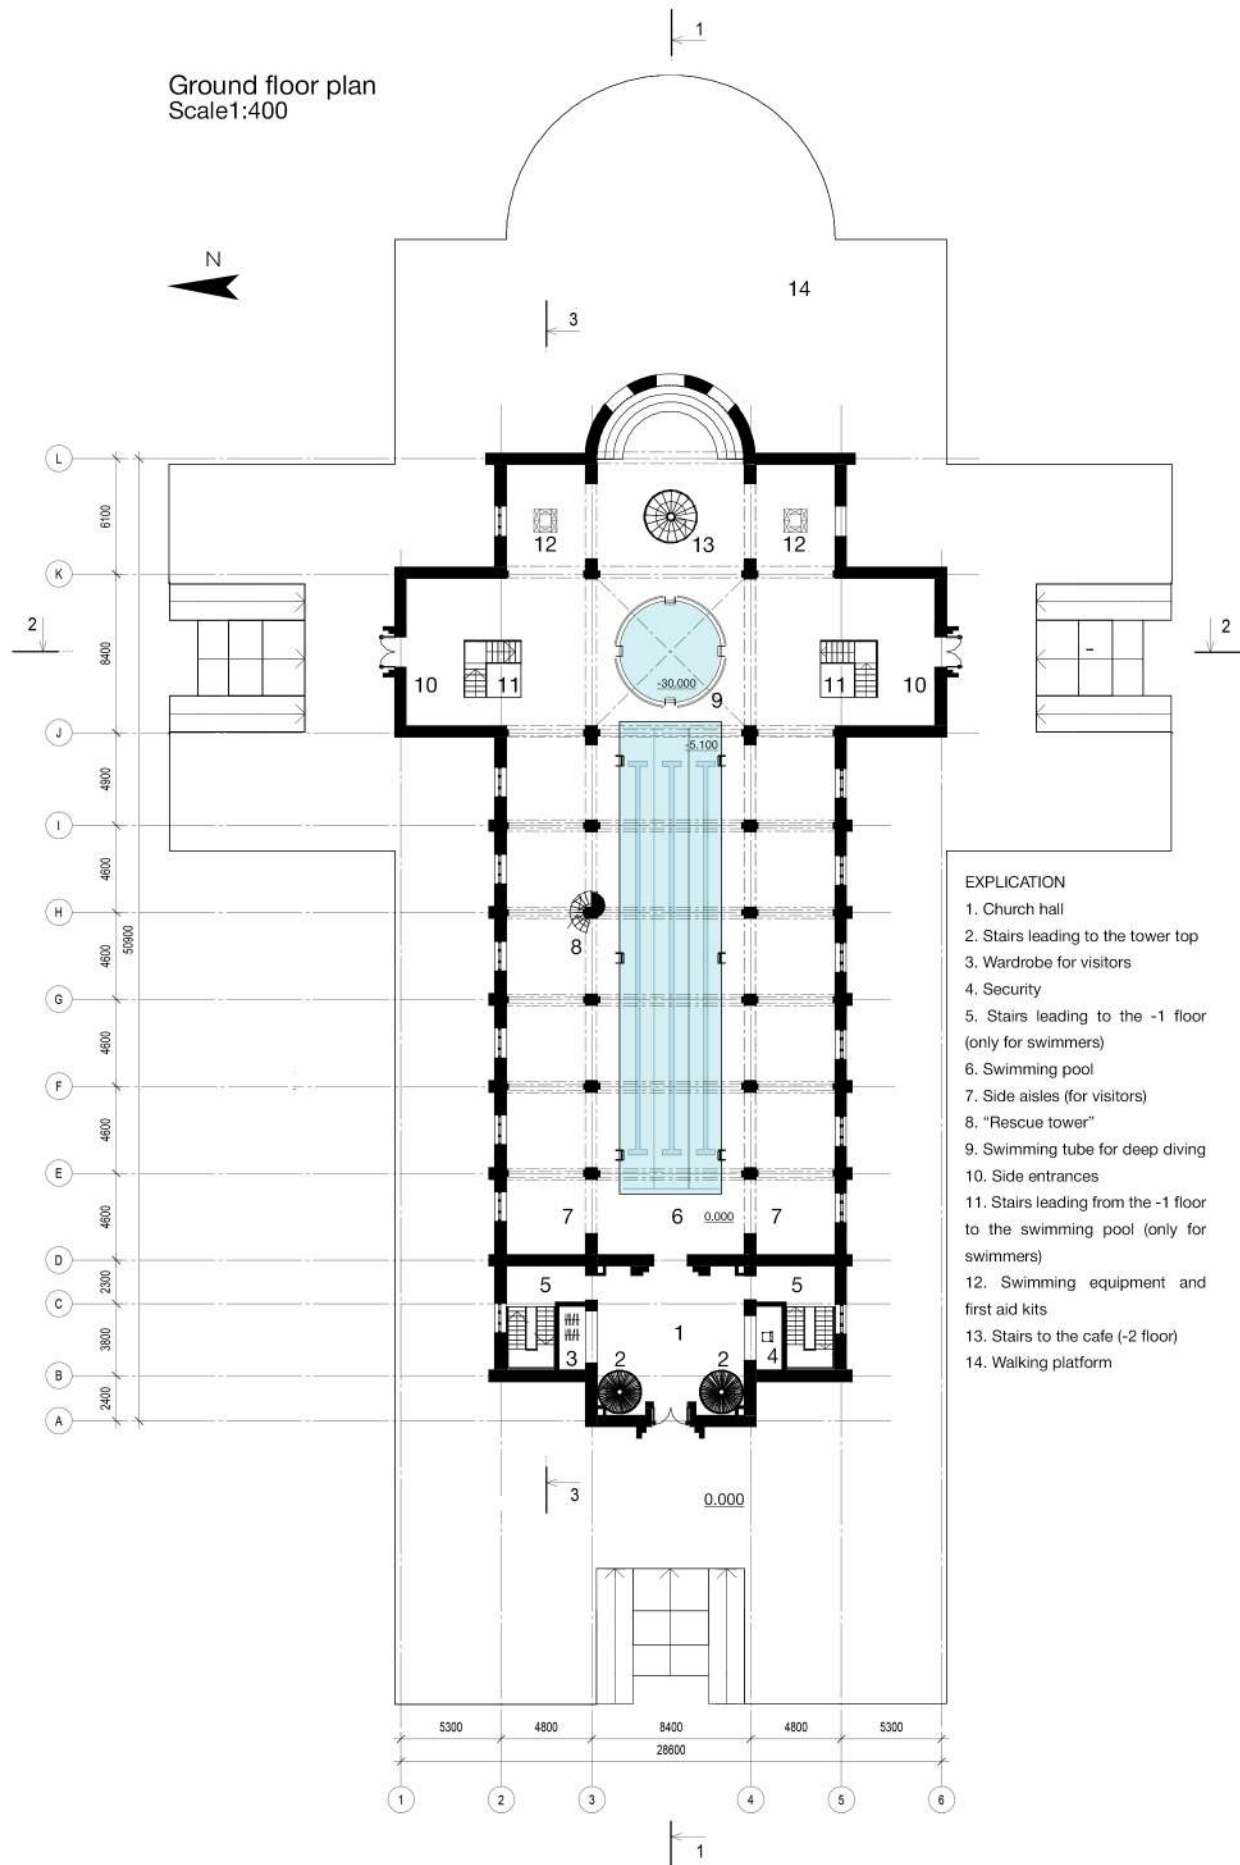 1
Ground floor plan
Scale1:400
N
14
3
L
6100
12
13
12
K
2
8400
2
10
11
-30.000
11
10
9
J
-5.100
4900
I
4600
EXPLICATION
1. Church hall
2. Stairs leading to the tower top
3. Wardrobe for visitors
4. Security
5. Stairs leading to the -1 floor
(only for swimmers)
6. Swimming pool
7. Side aisles (for visitors)
8. “Rescue tower”
9. Swimming tube for deep diving
10. Side entrances
11. Stairs leading from the -1 floor
to the swimming pool (only for
swimmers)
12. Swimming equipment and
first aid kits
13. Stairs to the cafe (-2 floor)
14. Walking platform
H
50900
8
4600
G
4600
F
4600
E
4600
7
6
0.000
7
D
2300
5
5
C
3800
1
3
2
2
4
B
2400
A
3
0.000
5300
4800
8400
4800
5300
28600
1
2
3
4
5
6
1